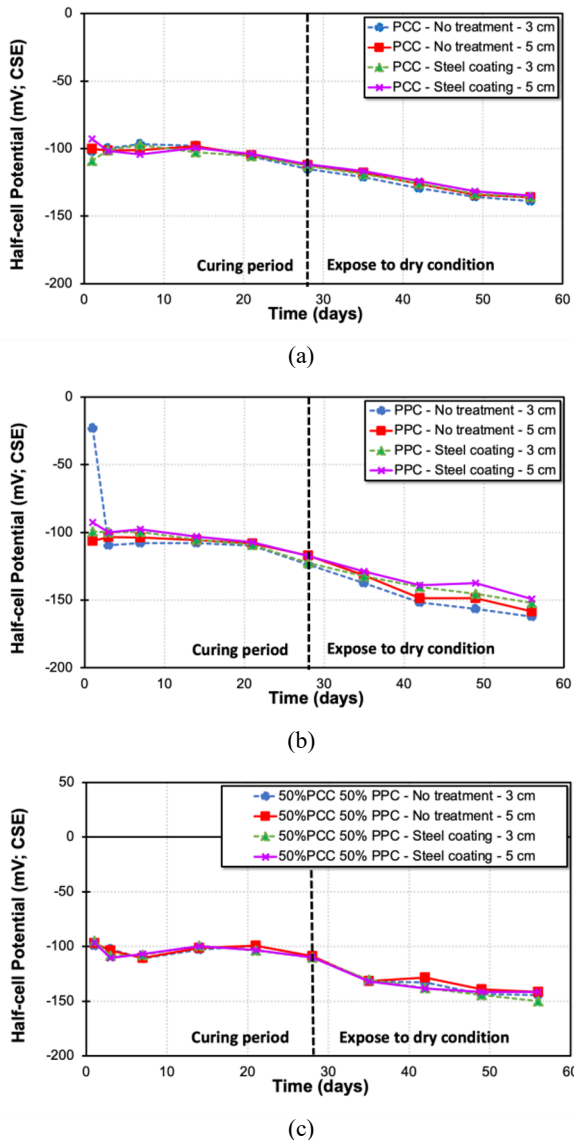 0
-50
-100
-150
-200
Half-cell Potential (mV; CSE)
PCC - No treatment - 3 cm
PCC - No treatment - 5 cm
PCC - Steel coating - 3 cm
PCC - Steel coating - 5 cm
Curing period
Expose to dry condition
0 10 20 30 40 50 60
Time (days)
(a)
0
-50
-100
-150
-200
Half-cell Potential (mV; CSE)
PPC - No treatment - 3 cm
PPC - No treatment - 5 cm
PPC - Steel coating - 3 cm
PPC - Steel coating - 5 cm
Curing period
Expose to dry condition
0 10 20 30 40 50 60
Time (days)
(b)
50
0
-50
-100
-150
-200
Half-cell Potential (mV; CSE)
50%PCC 50% PPC - No treatment - 3 cm
50%PCC 50% PPC - No treatment - 5 cm
50%PCC 50% PPC - Steel coating - 3 cm
50%PCC 50% PPC - Steel coating - 5 cm
Curing period
Expose to dry condition
0 10 20 30 40 50 60
Time (days)
(c)